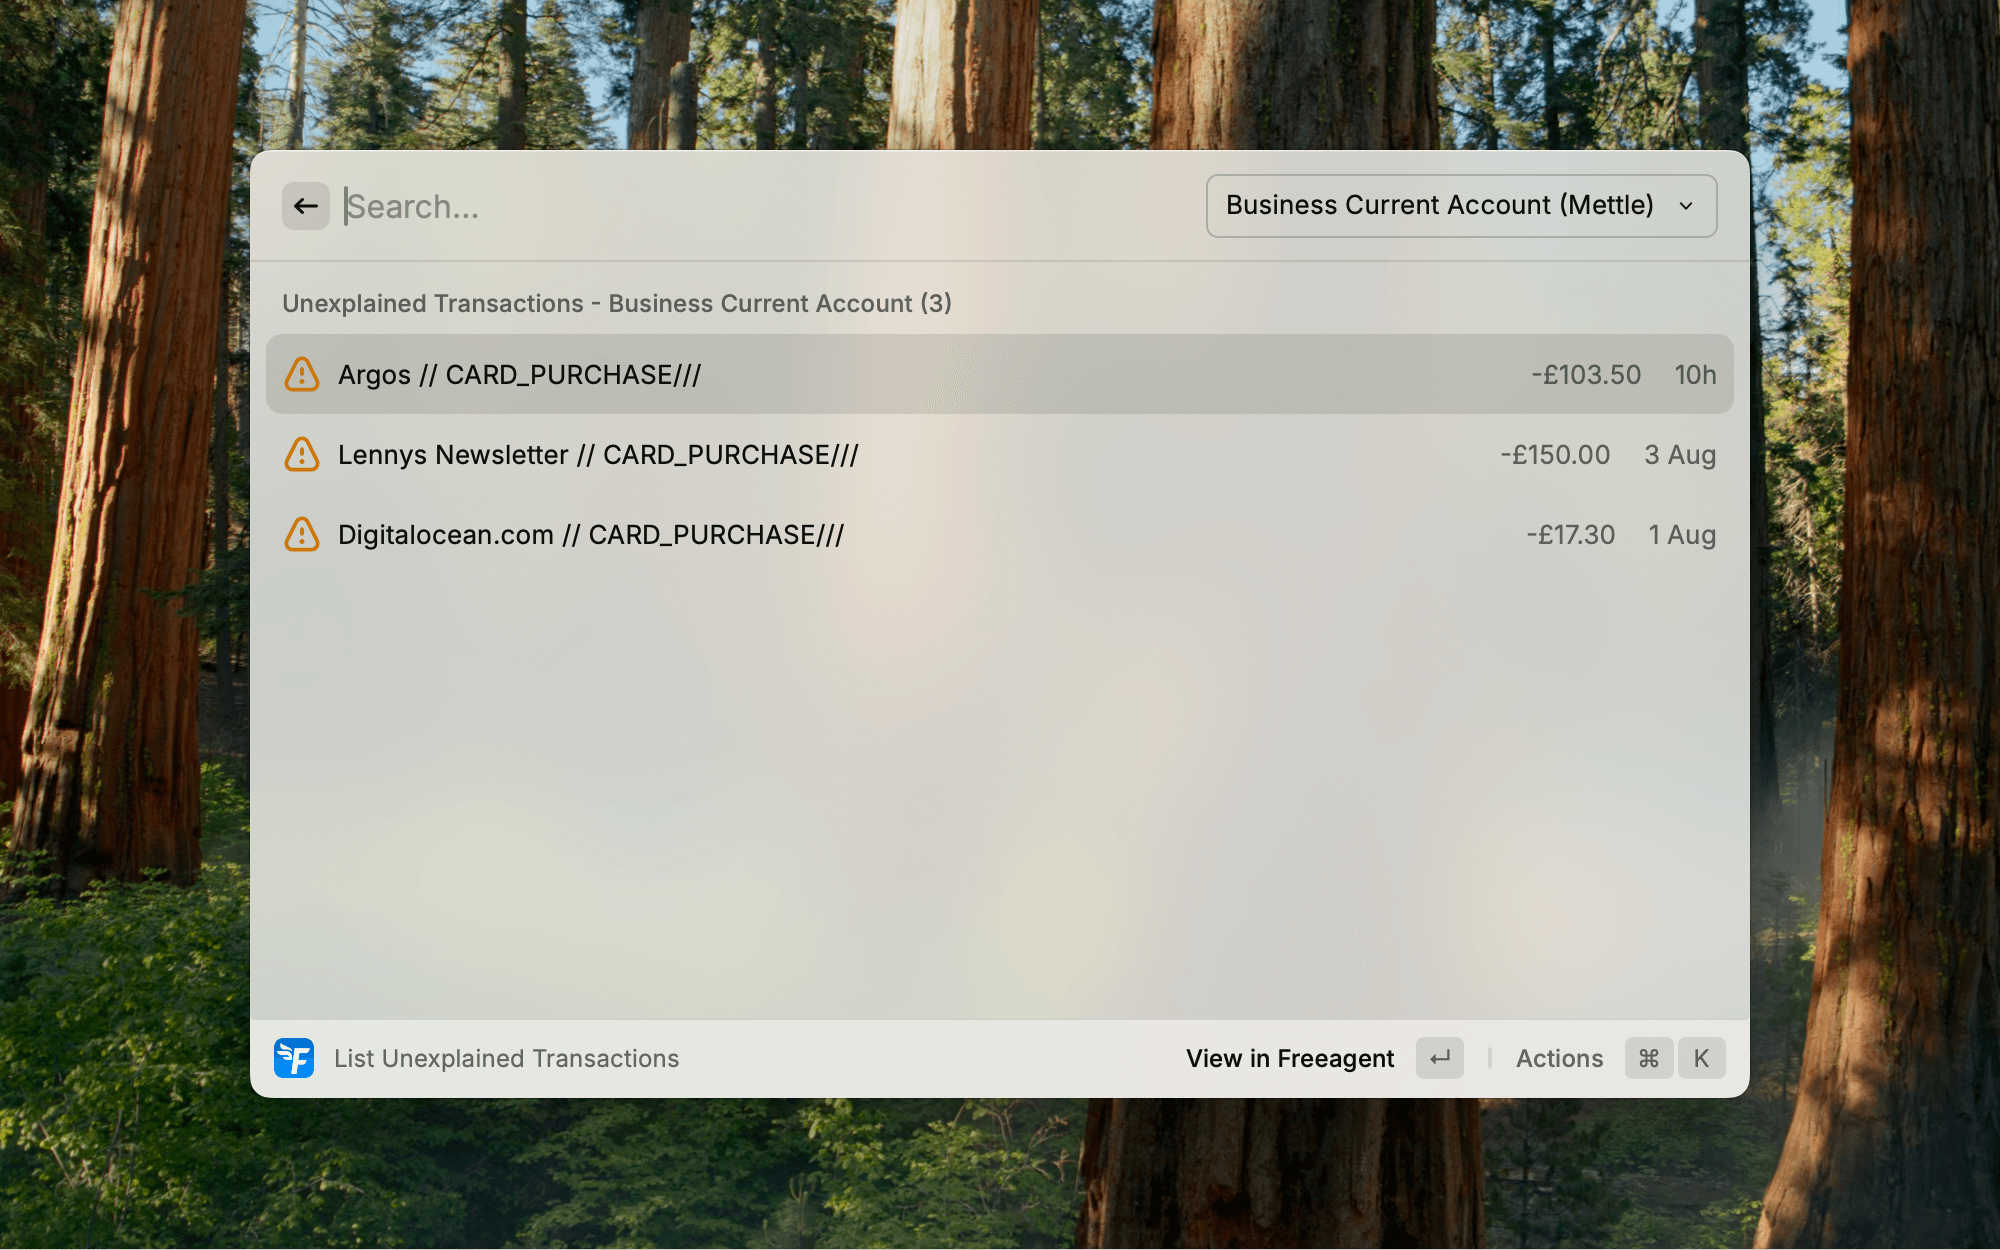 Search...
Business Current Account (Mettle)
Unexplained Transactions - Business Current Account (3)
Argos // CARD_PURCHASE/// -£103.50 10h
Lennys Newsletter // CARD_PURCHASE/// -£150.00 3 Aug
Digitalocean.com // CARD_PURCHASE/// -£17.30 1 Aug
List Unexplained Transactions View in Freeagent ↵ Actions ⌘ K